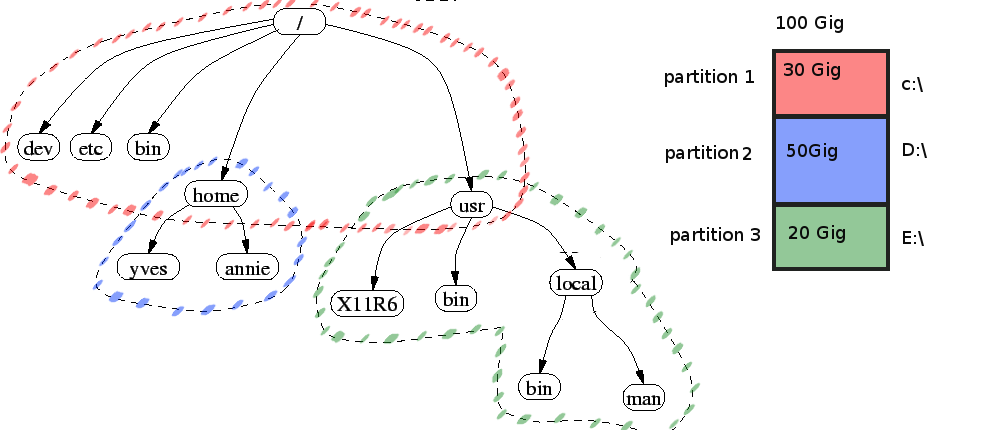 /
dev
etc
bin
home
usr
yves
annie
X11R6
bin
local
bin
man
100 Gig
partition 1
30 Gig
c:\
partition 2
50Gig
D:\
partition 3
20 Gig
E:\